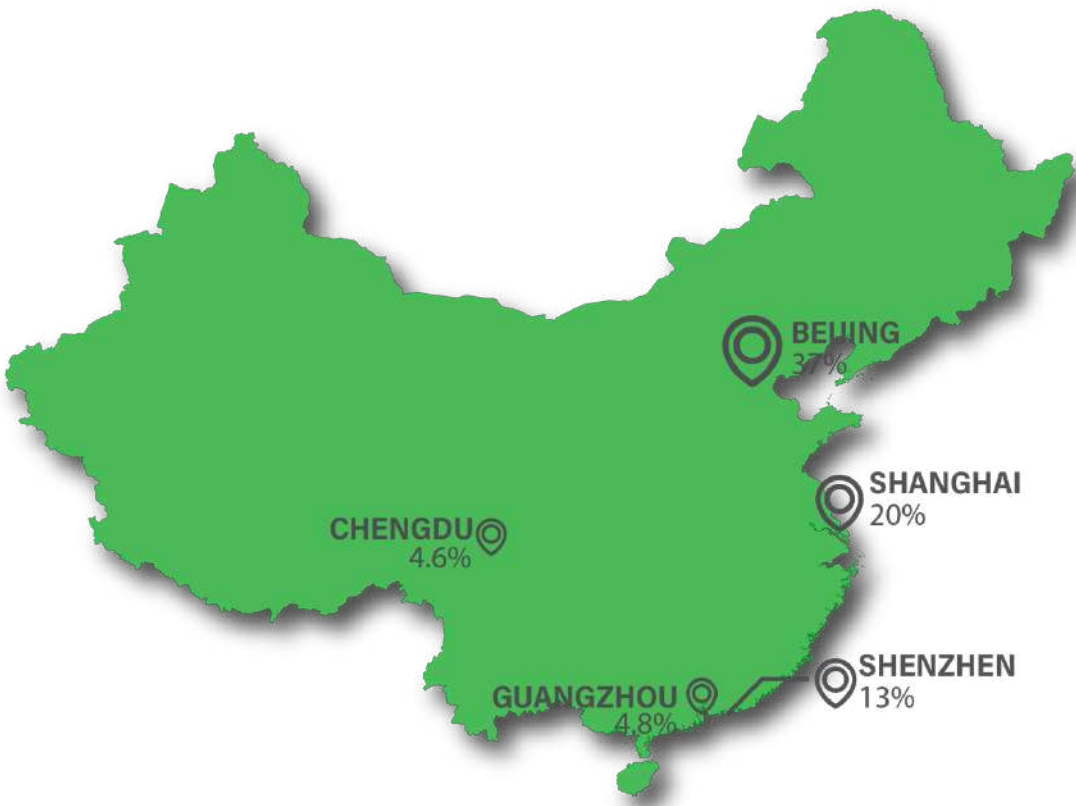 BEIJING
37%
SHANGHAI
20%
CHENGDU
4.6%
SHENZHEN
13%
GUANGZHOU
4.8%